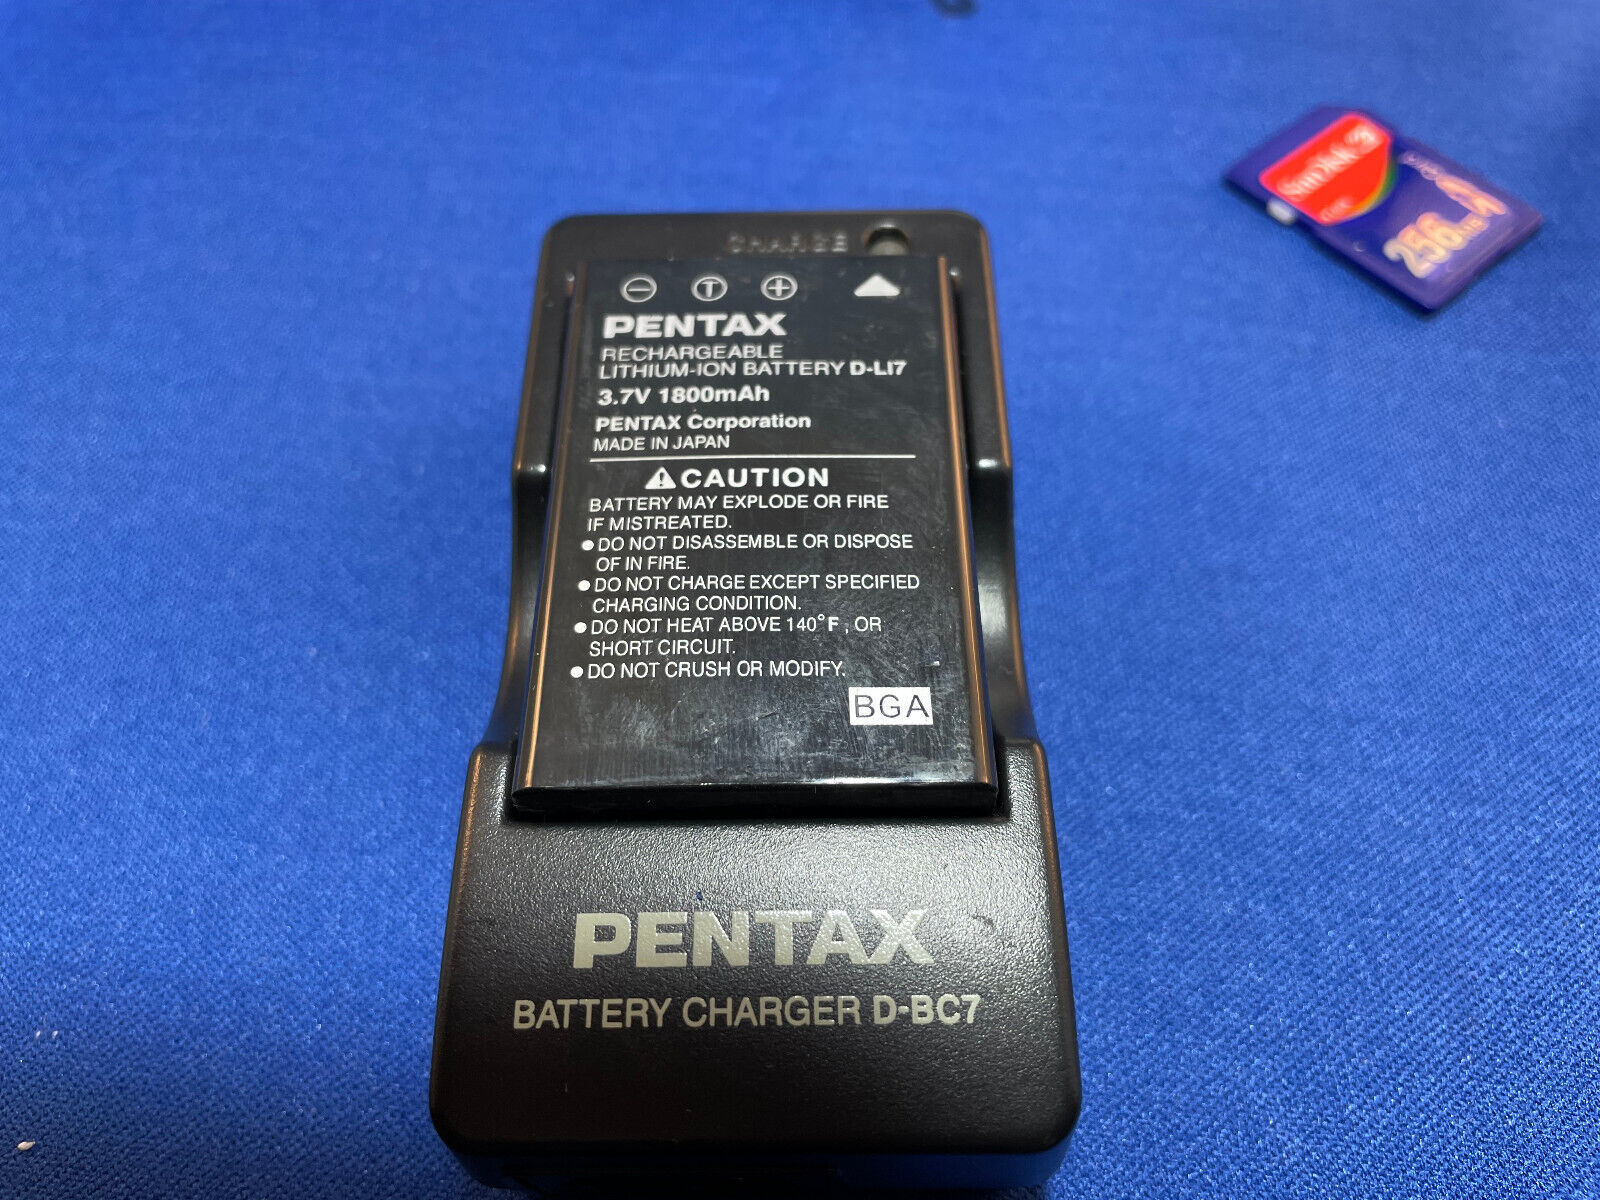 CHARGE
PENTAX
RECHARGEABLE
LITHIUM-ION BATTERY D-LI7
3.7V 1800mAh
PENTAX Corporation
MADE IN JAPAN
CAUTION
BATTERY MAY EXPLODE OR FIRE
IF MISTREATED.
● DO NOT DISASSEMBLE OR DISPOSE
OF IN FIRE.
● DO NOT CHARGE EXCEPT SPECIFIED
CHARGING CONDITION.
● DO NOT HEAT ABOVE 140°F , OR
SHORT CIRCUIT.
● DO NOT CRUSH OR MODIFY.
BGA
PENTAX
BATTERY CHARGER D-BC7
SanDisk
256MB